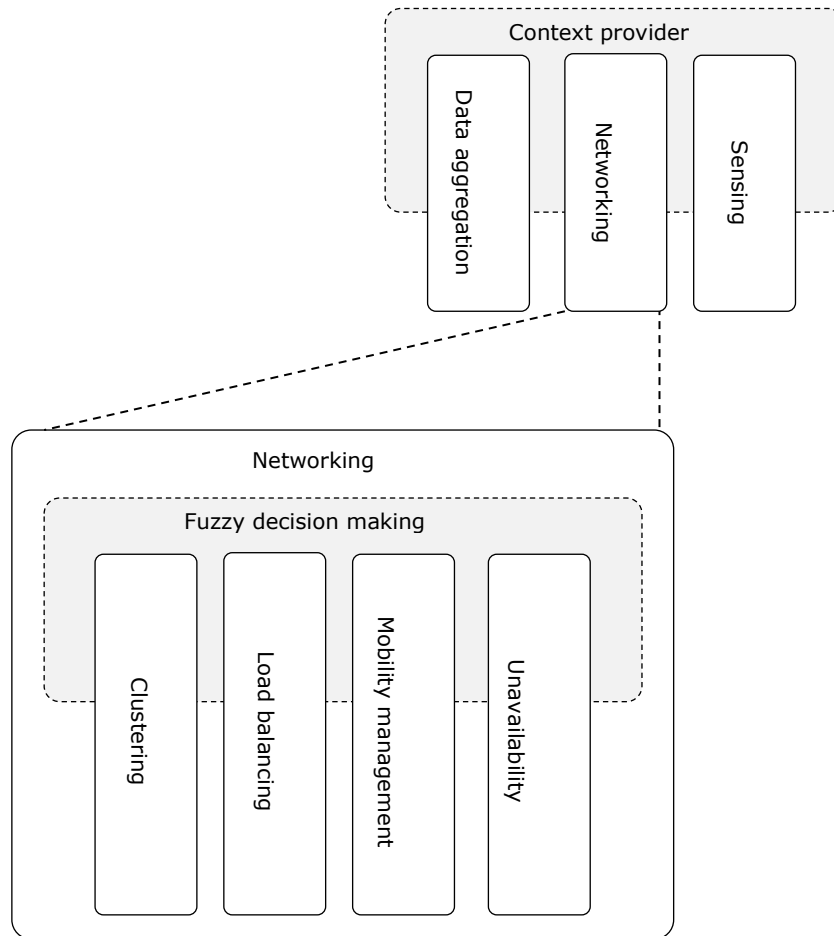 Context provider
Data aggregation
Networking
Sensing
Networking
Fuzzy decision making
Clustering
Load balancing
Mobility management
Unavailability